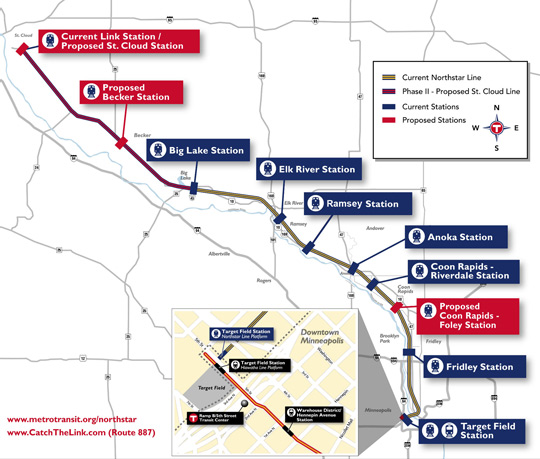 St. Cloud
Current Link Station /
Proposed St. Cloud Station
Proposed
Becker Station
Becker
Big Lake Station
Big
Lake
Elk River Station
Elk River
Ramsey
Ramsey Station
Andover
Anoka Station
Anoka
Coon Rapids -
Riverdale Station
Coon
Rapids
Proposed
Coon Rapids -
Foley Station
Brooklyn
Park
Fridley
Fridley Station
Minneapolis
Target Field
Station
Albertville
Rogers
Current Northstar Line
Phase II - Proposed St. Cloud Line
Current Stations
Proposed Stations
N
W
E
S
T
Target Field Station
Northstar Line Platform
Downtown
Minneapolis
Target Field Station
Hiawatha Line Platform
Washington
Target Field
Hennepin
T
Ramp B/5th Street
Transit Center
Warehouse District/
Hennepin Avenue
Station
Nicollet Mall
www.metrotransit.org/northstar
www.CatchTheLink.com (Route 887)